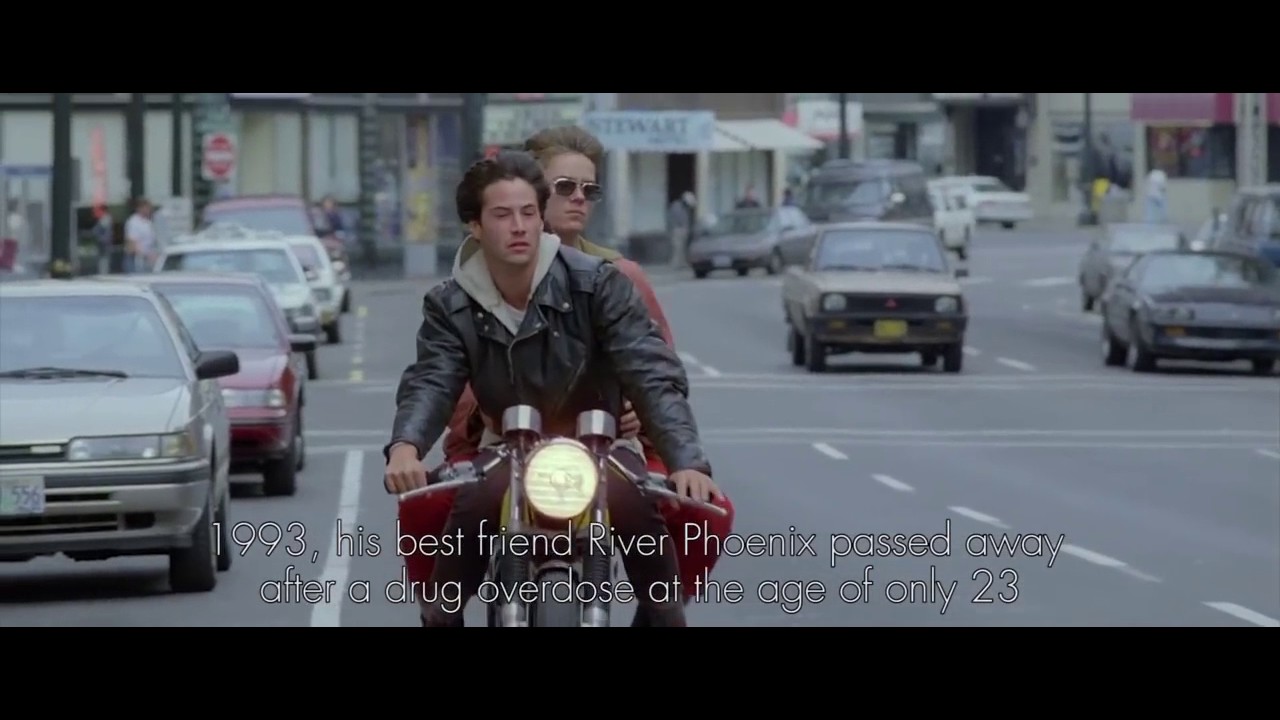 STEWART
1993, his best friend River Phoenix passed away
after a drug overdose at the age of only 23
556